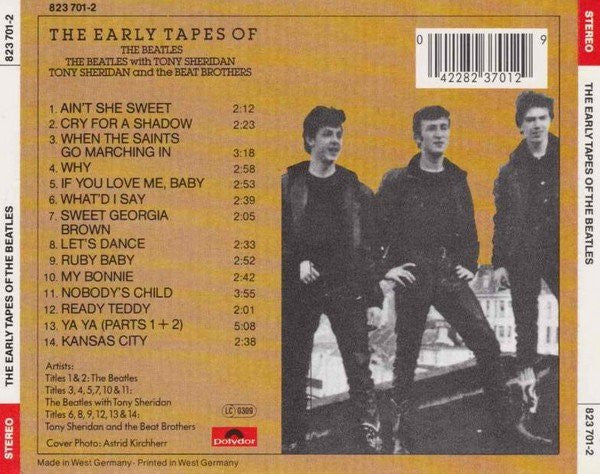 823 701-2
THE EARLY TAPES OF
THE BEATLES
THE BEATLES with TONY SHERIDAN
TONY SHERIDAN and the BEAT BROTHERS
1. AIN'T SHE SWEET 2:12
2. CRY FOR A SHADOW 2:23
3. WHEN THE SAINTS
GO MARCHING IN 3:18
4. WHY 2:58
5. IF YOU LOVE ME, BABY 2:53
6. WHAT'D I SAY 2:39
7. SWEET GEORGIA 2:05
BROWN
8. LET'S DANCE 2:33
9. RUBY BABY 2:52
10. MY BONNIE 2:42
11. NOBODY'S CHILD 3:55
12. READY TEDDY 2:01
13. YA YA (PARTS 1 + 2) 5:08
14. KANSAS CITY 2:38
Artists:
Titles 1 & 2: The Beatles
Titles 3, 4, 5,7, 10 & 11:
The Beatles with Tony Sheridan
Titles 6, 8, 9, 12, 13 & 14:
Tony Sheridan and the Beat Brothers
Cover Photo: Astrid Kirchherr
Made in West Germany · Printed in West Germany
LC 0309
Polydor
0 42282 37012 9
823 701-2
THE EARLY TAPES OF THE BEATLES
STEREO
STEREO
THE EARLY TAPES OF THE BEATLES
823 701-2